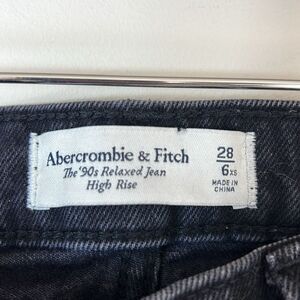 Abercrombie & Fitch
The '90s Relaxed Jean
High Rise
28
6XS
MADE IN
CHINA